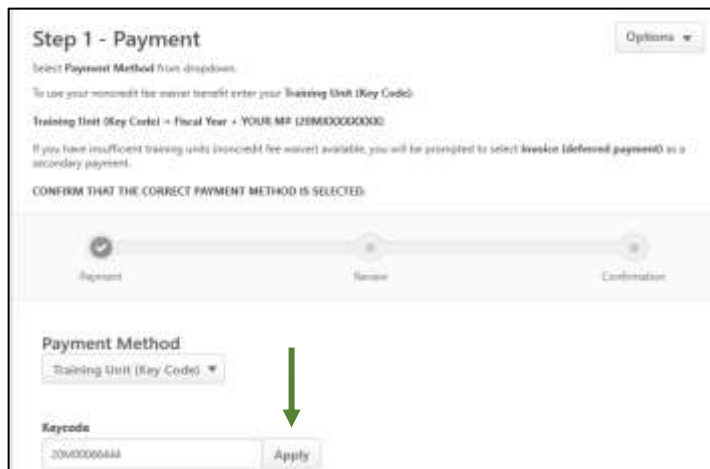 Step 1 - Payment
Options
Select Payment Method from dropdown.
To use your noncredit fee waiver benefit enter your Training Unit (Key Code).
Training Unit (Key Code) = Fiscal Year + YOUR M#
If you have insufficient training units (noncredit fee waiver) available, you will be prompted to select Invoice (deferred payment) as a
secondary payment.
CONFIRM THAT THE CORRECT PAYMENT METHOD IS SELECTED.
Payment
Review
Confirmation
Payment Method
Training Unit (Key Code)
Keycode
Apply